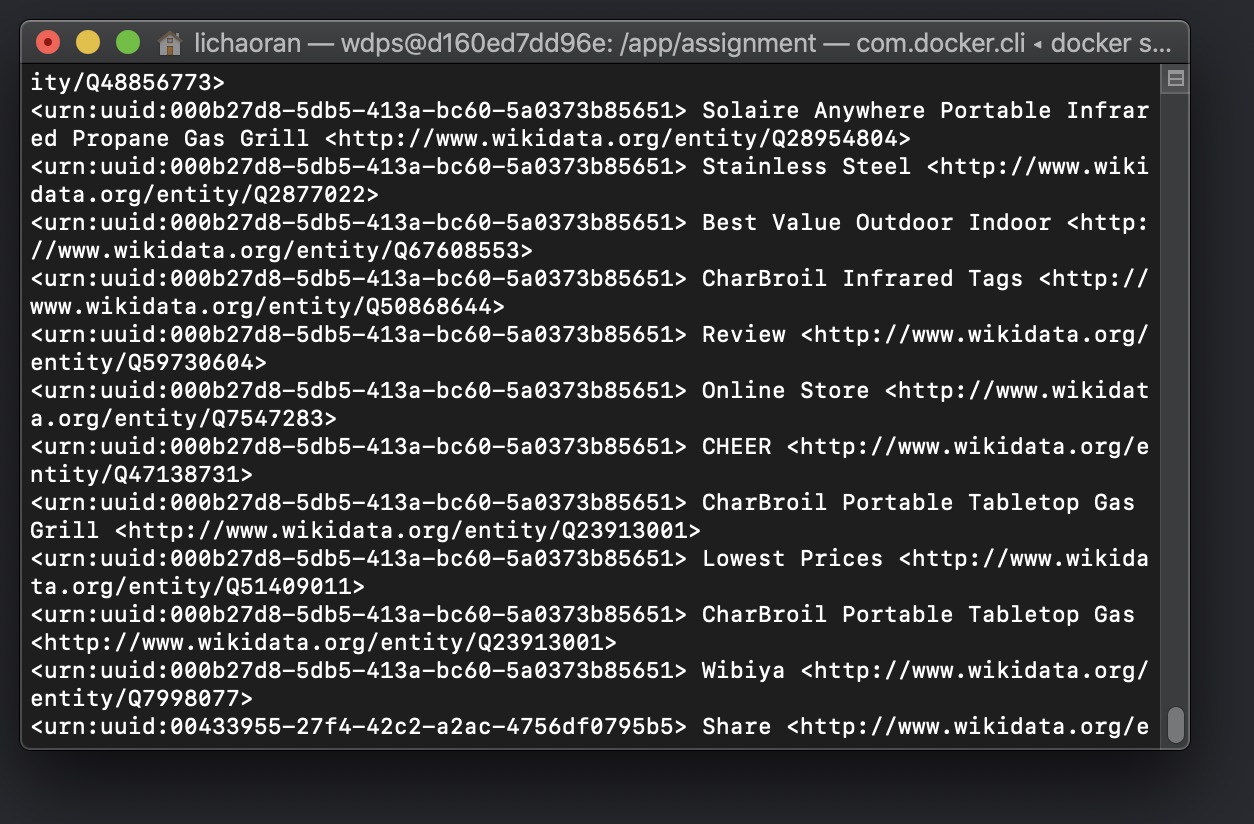 lichaoran — wdps@d160ed7dd96e: /app/assignment — com.docker.cli ◂ docker s...
ity/Q48856773>
<urn:uuid:000b27d8-5db5-413a-bc60-5a0373b85651> Solaire Anywhere Portable Infrar
ed Propane Gas Grill <http://www.wikidata.org/entity/Q28954804>
<urn:uuid:000b27d8-5db5-413a-bc60-5a0373b85651> Stainless Steel <http://www.wiki
data.org/entity/Q2877022>
<urn:uuid:000b27d8-5db5-413a-bc60-5a0373b85651> Best Value Outdoor Indoor <http:
//www.wikidata.org/entity/Q67608553>
<urn:uuid:000b27d8-5db5-413a-bc60-5a0373b85651> CharBroil Infrared Tags <http://
www.wikidata.org/entity/Q50868644>
<urn:uuid:000b27d8-5db5-413a-bc60-5a0373b85651> Review <http://www.wikidata.org/
entity/Q59730604>
<urn:uuid:000b27d8-5db5-413a-bc60-5a0373b85651> Online Store <http://www.wikidat
a.org/entity/Q7547283>
<urn:uuid:000b27d8-5db5-413a-bc60-5a0373b85651> CHEER <http://www.wikidata.org/e
ntity/Q47138731>
<urn:uuid:000b27d8-5db5-413a-bc60-5a0373b85651> CharBroil Portable Tabletop Gas
Grill <http://www.wikidata.org/entity/Q23913001>
<urn:uuid:000b27d8-5db5-413a-bc60-5a0373b85651> Lowest Prices <http://www.wikida
ta.org/entity/Q51409011>
<urn:uuid:000b27d8-5db5-413a-bc60-5a0373b85651> CharBroil Portable Tabletop Gas
<http://www.wikidata.org/entity/Q23913001>
<urn:uuid:000b27d8-5db5-413a-bc60-5a0373b85651> Wibiya <http://www.wikidata.org/
entity/Q7998077>
<urn:uuid:00433955-27f4-42c2-a2ac-4756df0795b5> Share <http://www.wikidata.org/e